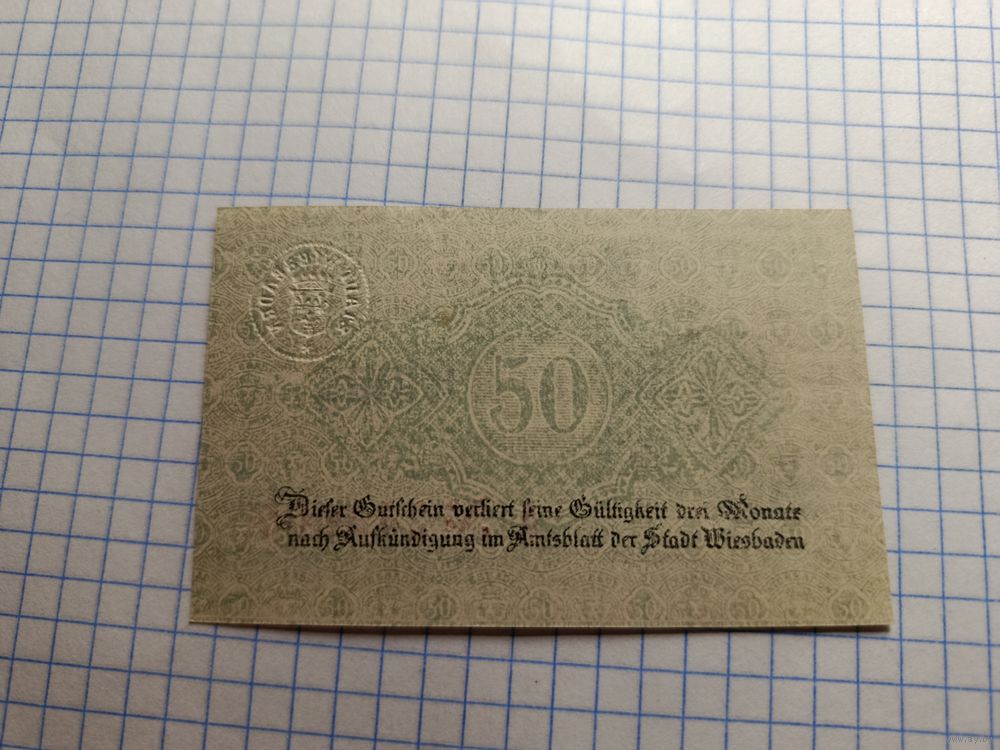 50
Dieser Gutschein verliert seine Gültigkeit drei Monate
nach Aufkündigung im Amtsblatt der Stadt Wiesbaden